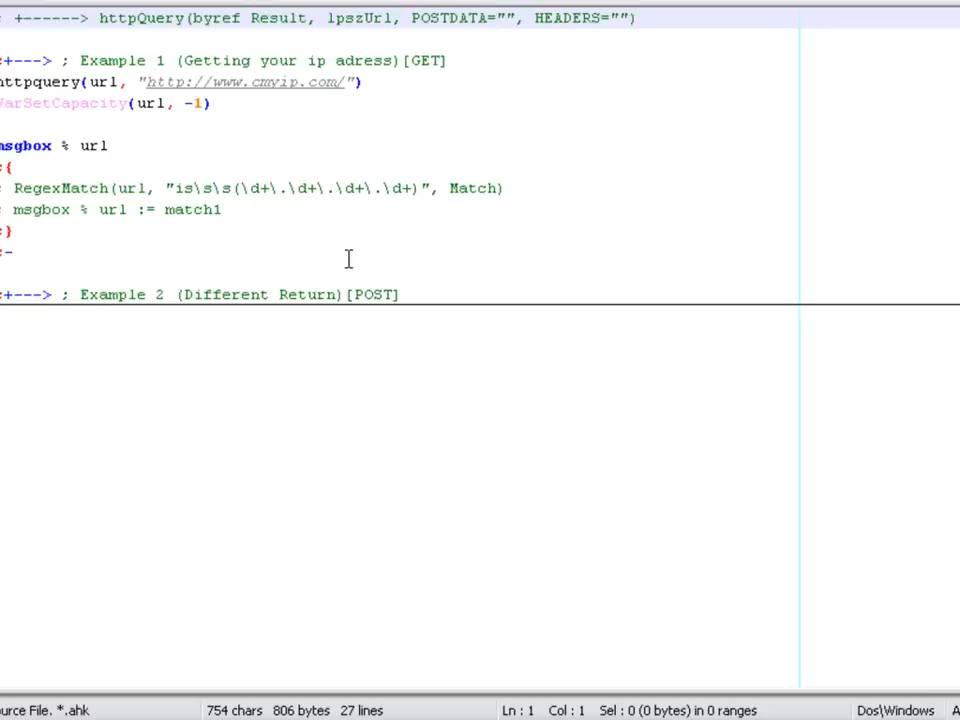 ; +------> httpQuery(byref Result, lpszUrl, POSTDATA="", HEADERS="")
;+---> ; Example 1 (Getting your ip adress)[GET]
httpquery(url, "http://www.cmyip.com/")
VarSetCapacity(url, -1)
msgbox % url
;{
; RegexMatch(url, "is\s\s(\d+\.\d+\.\d+\.\d+)", Match)
; msgbox % url := match1
;}
;-
;+---> ; Example 2 (Different Return)[POST]
urce File. *.ahk 754 chars 806 bytes 27 lines Ln : 1 Col : 1 Sel : 0 (0 bytes) in 0 ranges Dos\Windows A